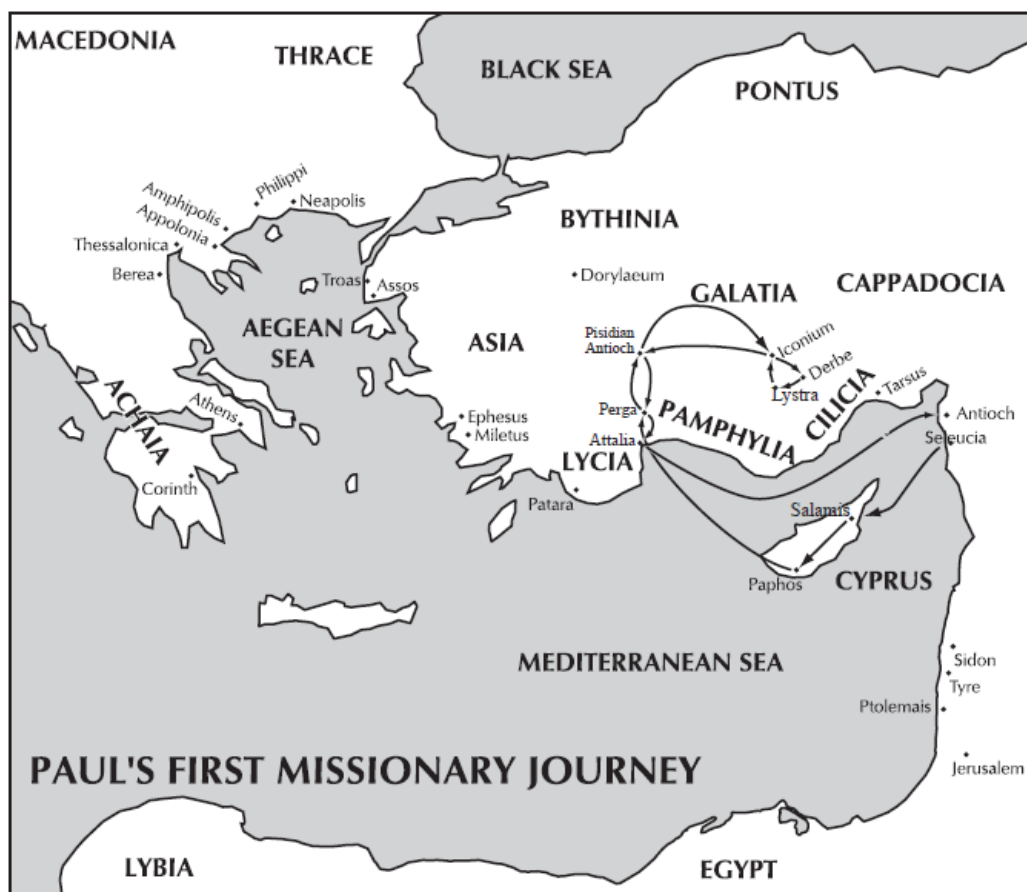 MACEDONIA
THRACE
BLACK SEA
PONTUS
Philippi
Neapolis
Amphipolis
Appolonia
Thessalonica
Berea
BYTHINIA
Dorylaeum
Troas
Assos
GALATIA
CAPPADOCIA
AEGEAN
SEA
ASIA
Pisidian
Antioch
Iconium
Derbe
Lystra
Tarsus
CILICIA
ACHAIA
Athens
Ephesus
Miletus
Perga
PAMPHYLIA
Attalia
Antioch
Seleucia
LYCIA
Corinth
Patara
Salamis
Paphos
CYPRUS
MEDITERRANEAN SEA
Sidon
Tyre
Ptolemais
Jerusalem
PAUL'S FIRST MISSIONARY JOURNEY
LYBIA
EGYPT